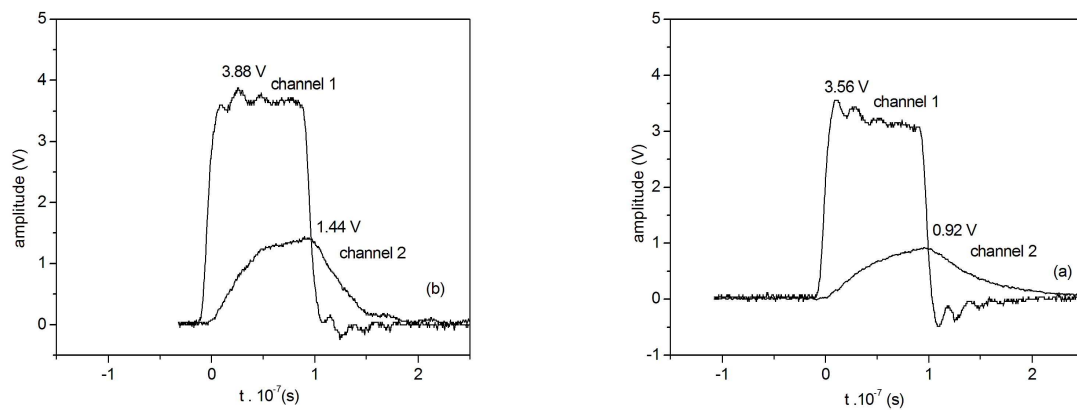 5
4
3
2
1
0
amplitude (V)
3.88 V
channel 1
1.44 V
channel 2
(b)
-1
0
1
2
t . 10⁻⁷(s)
5
4
3
2
1
0
-1
amplitude (V)
3.56 V
channel 1
0.92 V
channel 2
(a)
-1
0
1
2
t . 10⁻⁷(s)